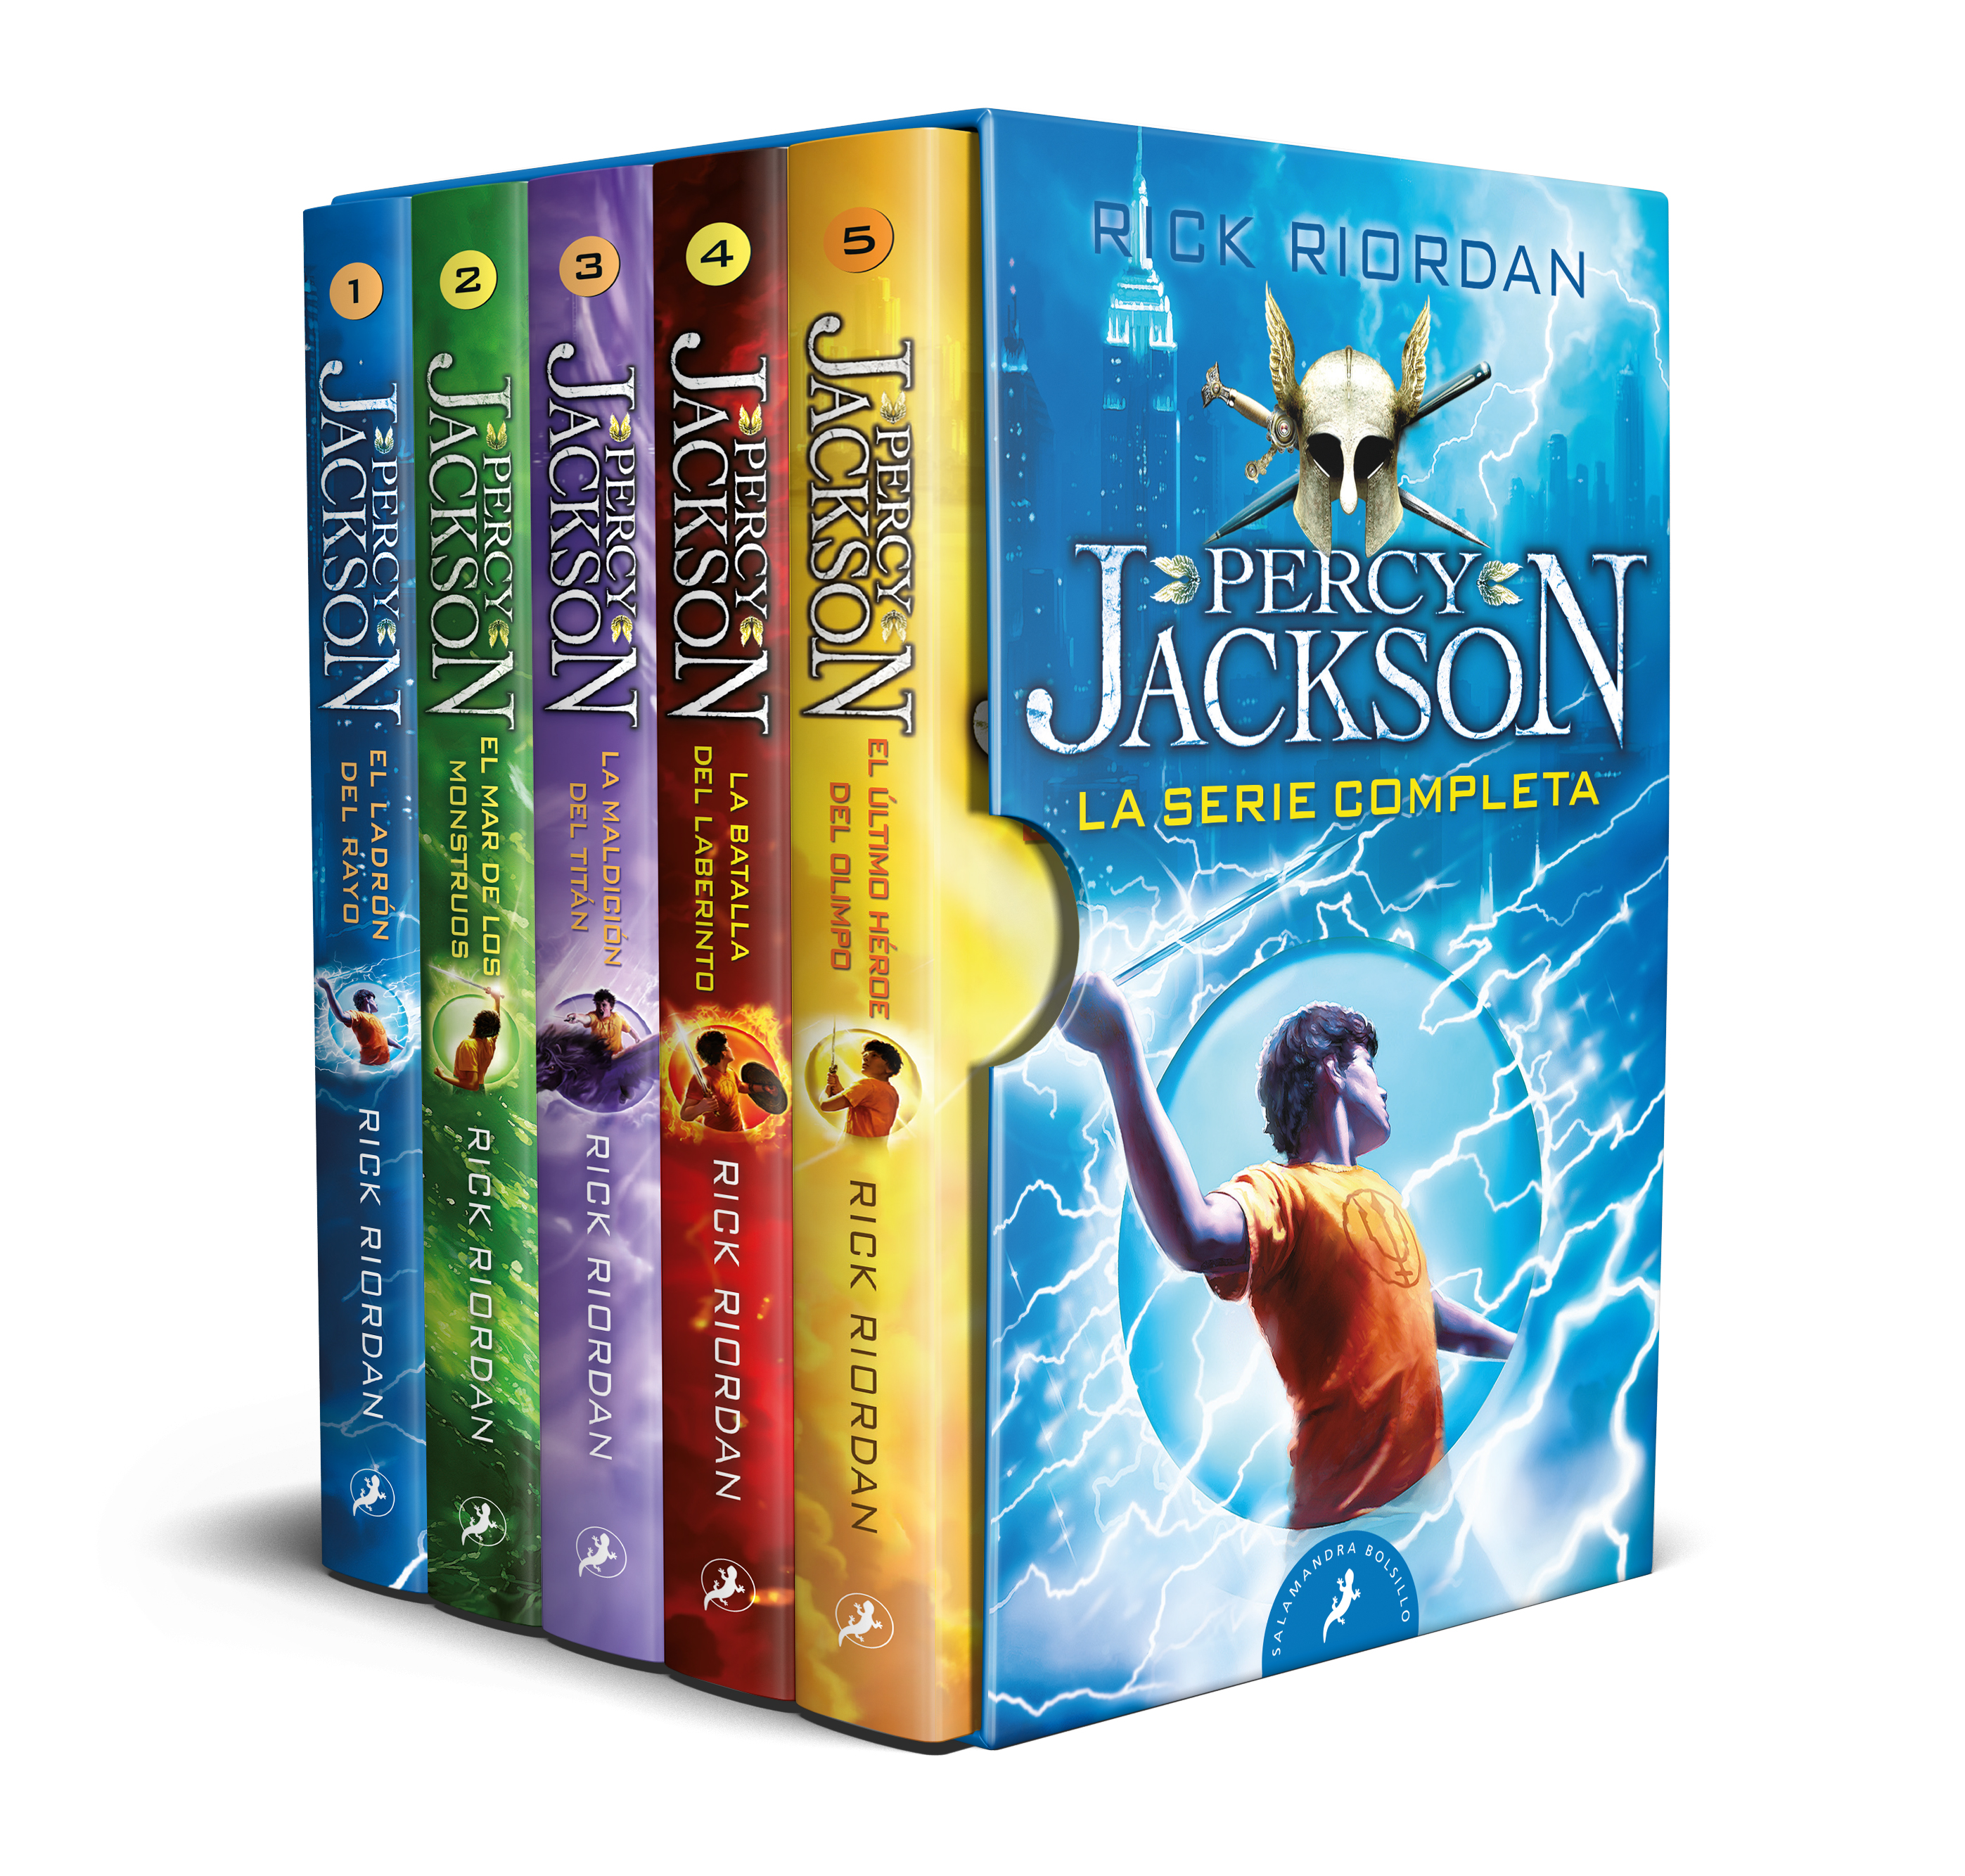 1
PERCY
JACKSON
EL LADRÓN
DEL RAYO
RICK RIORDAN
2
PERCY
JACKSON
EL MAR DE LOS
MONSTRUOS
RICK RIORDAN
3
PERCY
JACKSON
LA MALDICIÓN
DEL TITÁN
RICK RIORDAN
4
PERCY
JACKSON
LA BATALLA
DEL LABERINTO
RICK RIORDAN
5
PERCY
JACKSON
EL ÚLTIMO HÉROE
DEL OLIMPO
RICK RIORDAN
RICK RIORDAN
PERCY
JACKSON
LA SERIE COMPLETA
SALAMANDRA BOLSILLO